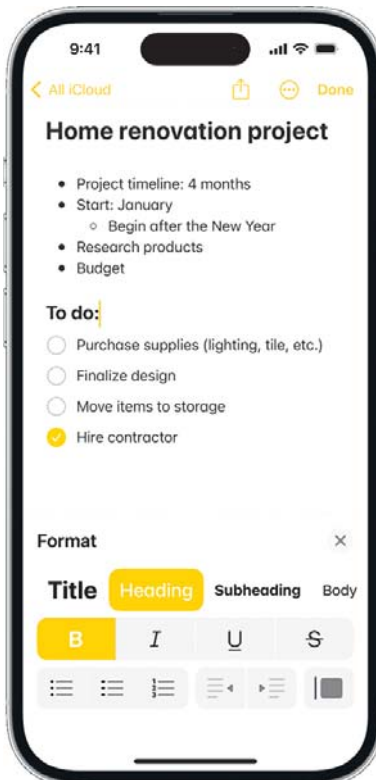 9:41
All iCloud Done
Home renovation project
• Project timeline: 4 months
• Start: January
◦ Begin after the New Year
• Research products
• Budget
To do:
Purchase supplies (lighting, tile, etc.)
Finalize design
Move items to storage
Hire contractor
Format
Title Heading Subheading Body
B I U S